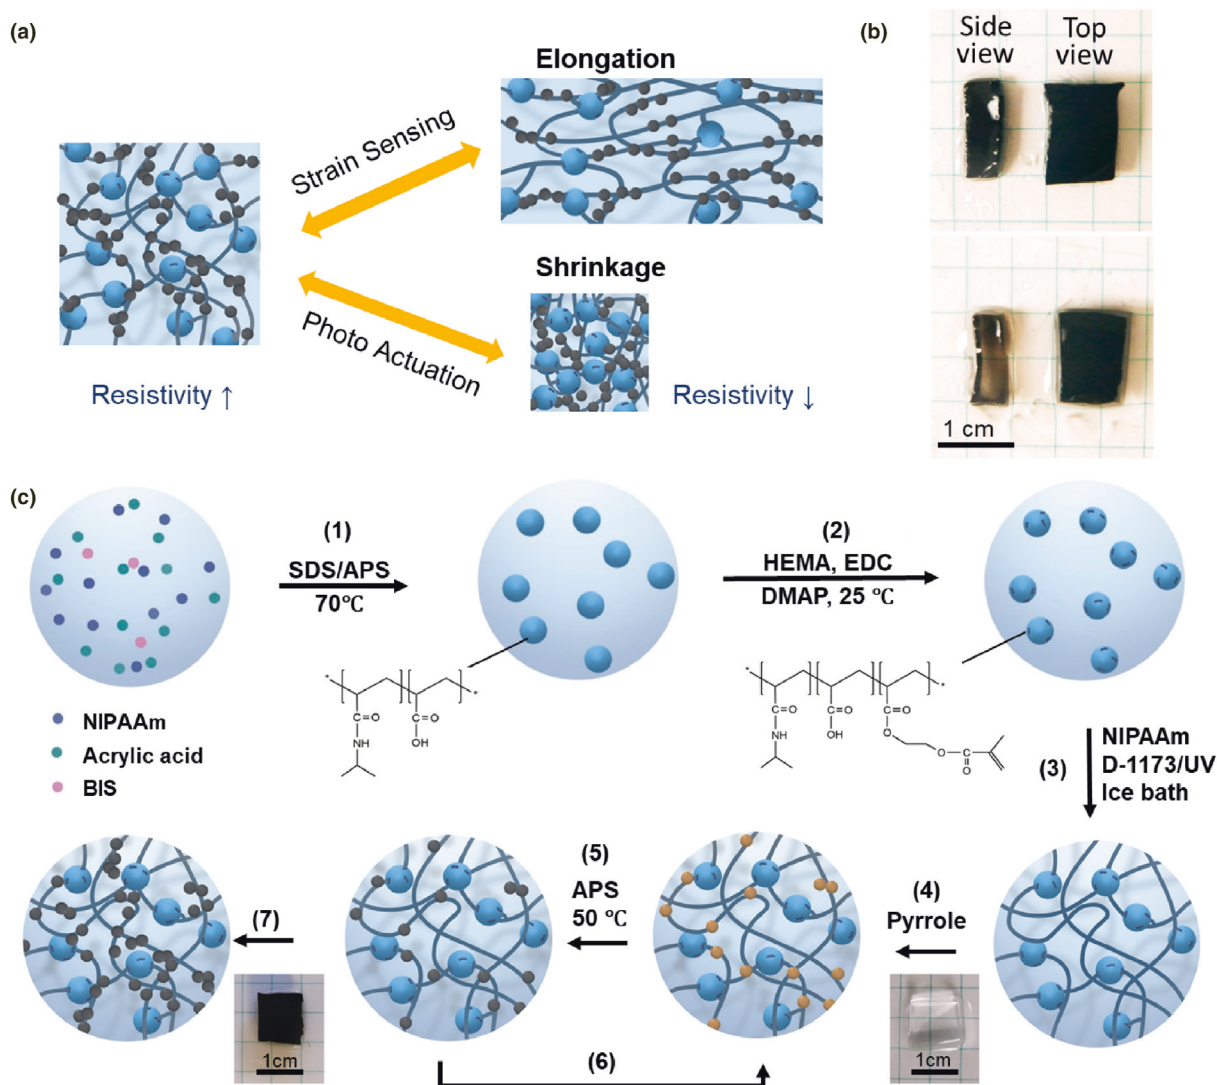 (a)
Elongation
Strain Sensing
Shrinkage
Photo Actuation
Resistivity ↑
Resistivity ↓
(b)
Side view
Top view
1 cm
(c)
(1)
SDS/APS
70℃
(2)
HEMA, EDC
DMAP, 25 ℃
NIPAAm
Acrylic acid
BIS
* * 
C=O
NH
C=O
OH
* *
C=O
NH
C=O
OH
C=O
O
O
C
O
(3)
NIPAAm
D-1173/UV
Ice bath
(4)
Pyrrole
1cm
(5)
APS
50 ℃
(6)
(7)
1cm